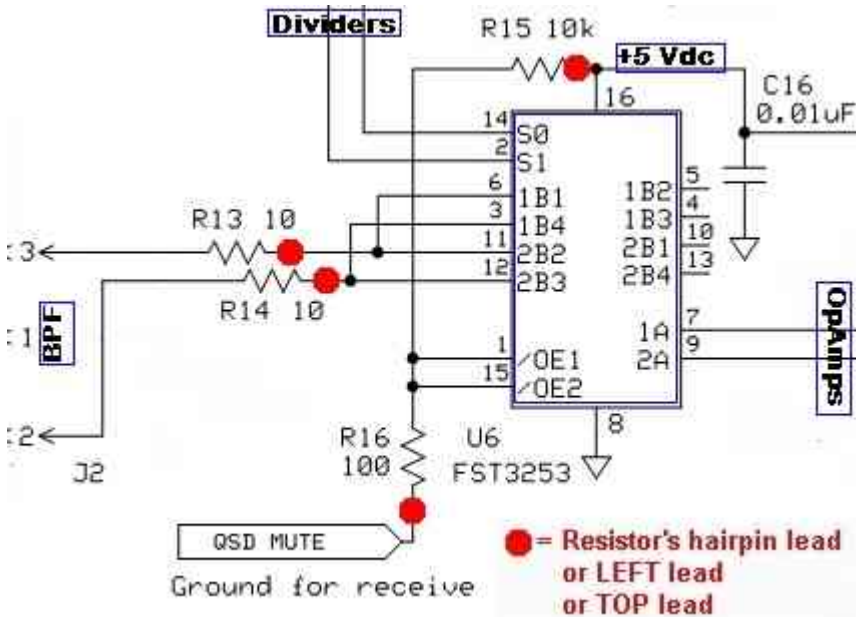 Dividers
R15 10k
+5 Vdc
C16
0.01uF
16
14 S0
2 S1
6 1B1
3 1B4
11 2B2
12 2B3
1 /OE1
15 /OE2
1B2 5
1B3 4
2B1 10
2B4 13
1A 7
2A 9
8
R13 10
R14 10
3
1
2
BPF
OpAmps
J2
R16
100
U6
FST3253
QSD MUTE
Ground for receive
= Resistor's hairpin lead
or LEFT lead
or TOP lead